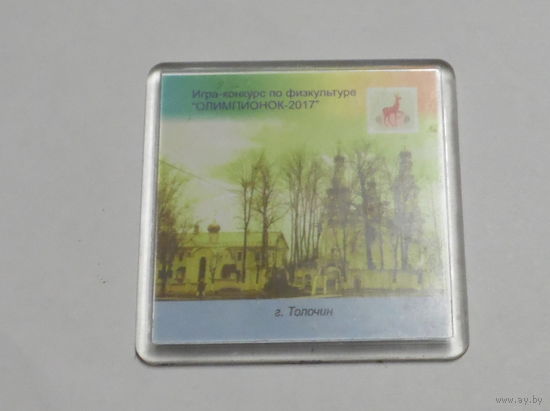 Игра-конкурс по физкультуре
"ОЛИМПИОНОК-2017"
г. Толочин
www.ay.by